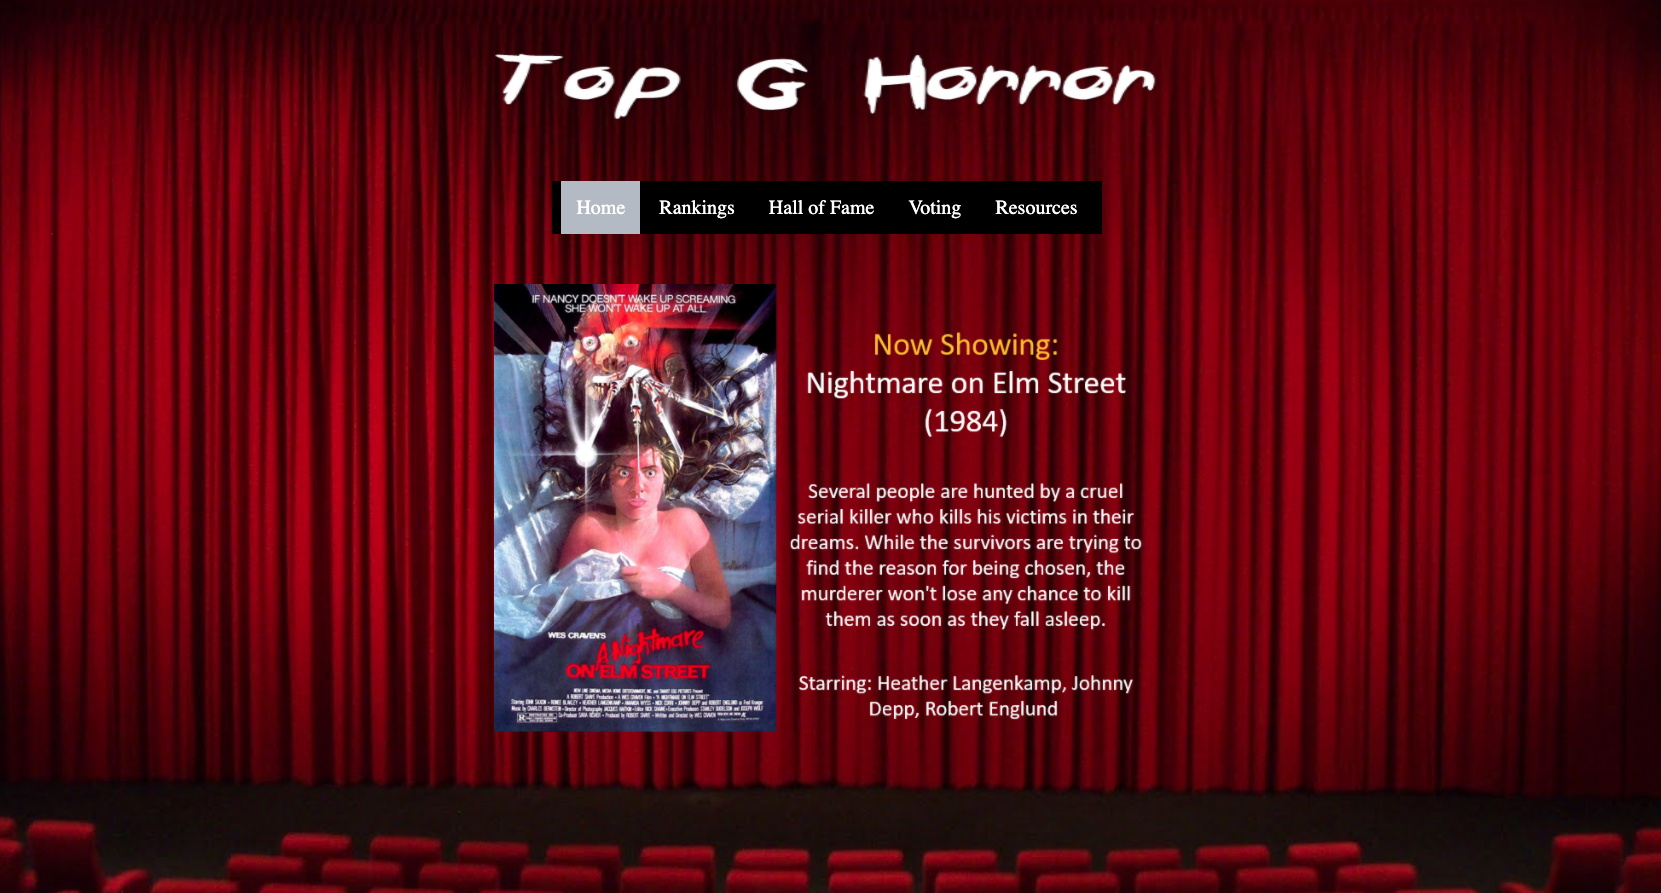 Top G Horror
Home Rankings Hall of Fame Voting Resources
IF NANCY DOESN'T WAKE UP SCREAMING
SHE WON'T WAKE UP AT ALL.
WES CRAVEN'S
A Nightmare
ON ELM STREET
Now Showing:
Nightmare on Elm Street
(1984)
Several people are hunted by a cruel
serial killer who kills his victims in their
dreams. While the survivors are trying to
find the reason for being chosen, the
murderer won't lose any chance to kill
them as soon as they fall asleep.
Starring: Heather Langenkamp, Johnny
Depp, Robert Englund